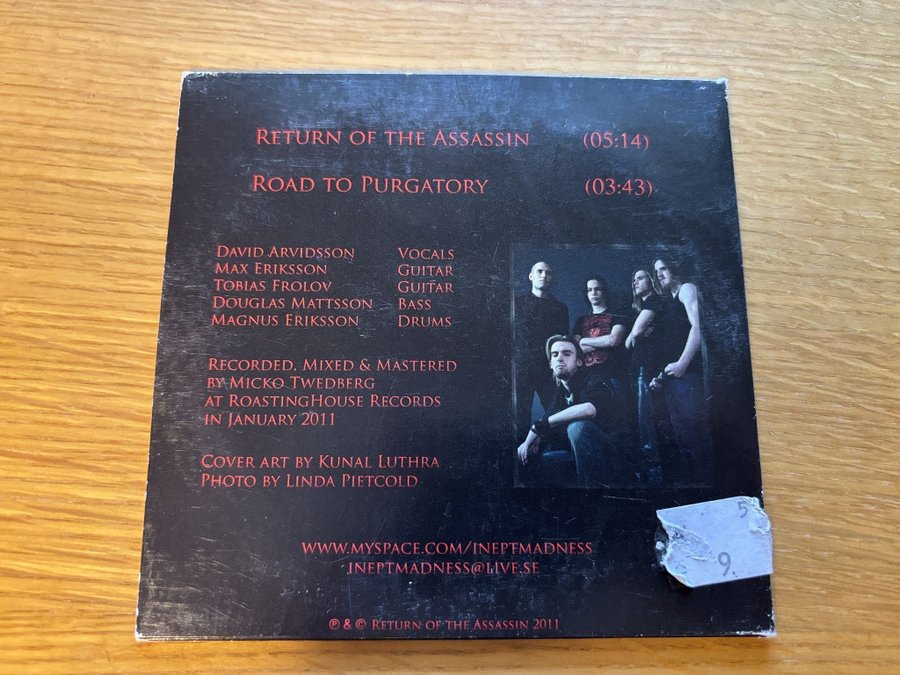 Return of the Assassin (05:14)
Road to Purgatory (03:43)
David Arvidsson Vocals
Max Eriksson Guitar
Tobias Frolov Guitar
Douglas Mattsson Bass
Magnus Eriksson Drums
Recorded, Mixed & Mastered
by Micko Twedberg
at RoastingHouse Records
in January 2011
Cover art by Kunal Luthra
Photo by Linda Pietcold
www.myspace.com/ineptmadness
ineptmadness@live.se
℗ & © Return of the Assassin 2011
5
9.